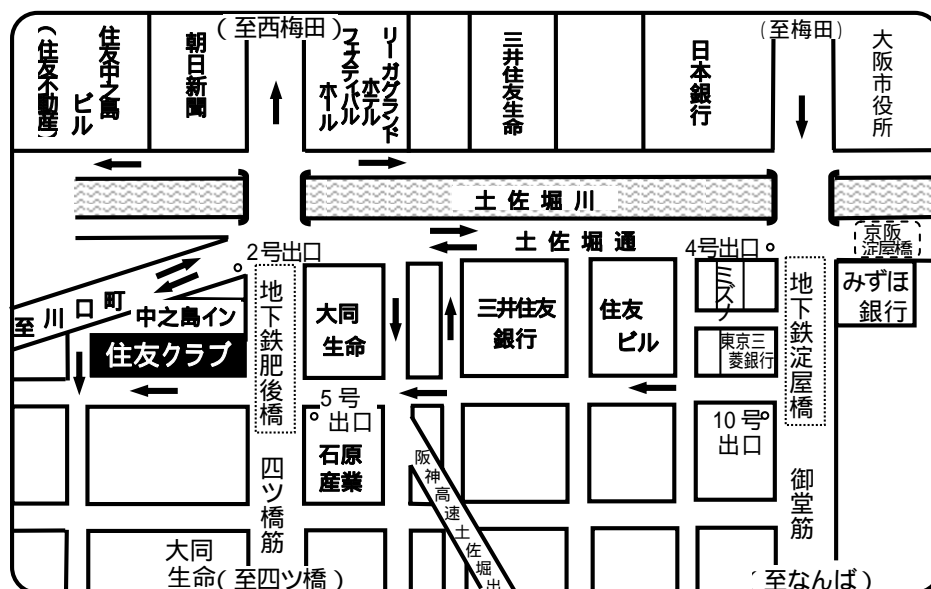 （住友不動産）
住友中之島
ビル
朝日新聞
（至西梅田）
リーガグランド
ホテル
フェスティバル
ホール
三井住友生命
日本銀行
（至梅田）
大阪市役所
土佐堀川
土佐堀通
京阪
淀屋橋
2号出口
4号出口
至川口町
中之島イン
住友クラブ
地下鉄肥後橋
大同
生命
三井住友
銀行
住友
ビル
ミズノ
東京三
菱銀行
地下鉄淀屋橋
みずほ
銀行
5号
出口
石原
産業
10号
出口
阪神高速土佐堀出
四ツ橋筋
御堂筋
大同
生命
（至四ツ橋）
（至なんば）